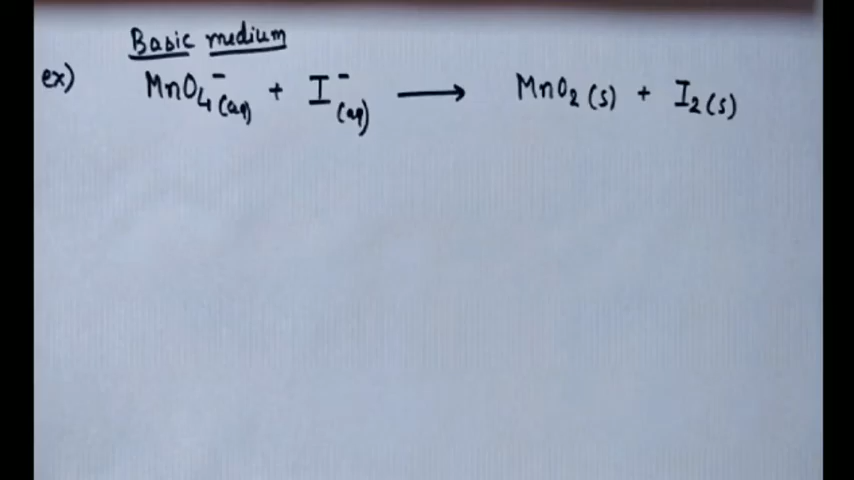 Basic medium
ex) MnO₄⁻(aq) + I⁻(aq) ⟶ MnO₂(s) + I₂(s)